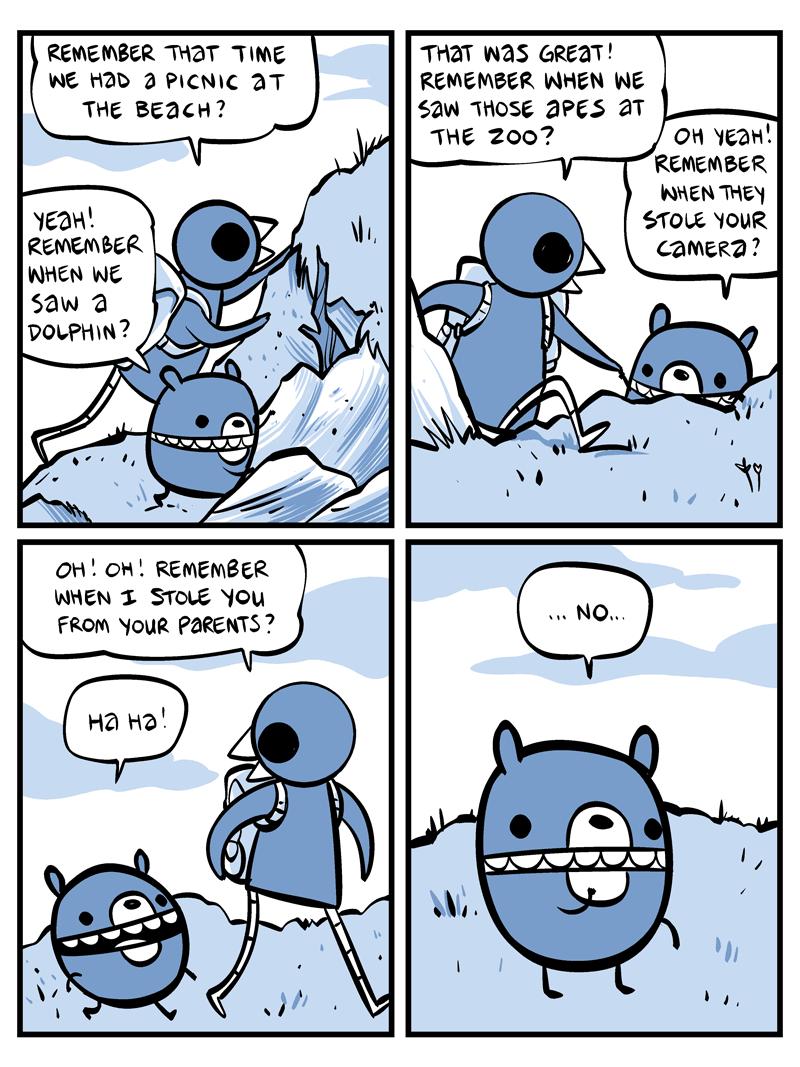 REMEMBER THAT TIME
WE HAD A PICNIC AT
THE BEACH?
YEAH!
REMEMBER
WHEN WE
SAW A
DOLPHIN?
THAT WAS GREAT!
REMEMBER WHEN WE
SAW THOSE APES AT
THE ZOO?
OH YEAH!
REMEMBER
WHEN THEY
STOLE YOUR
CAMERA?
OH! OH! REMEMBER
WHEN I STOLE YOU
FROM YOUR PARENTS?
HA HA!
... NO...